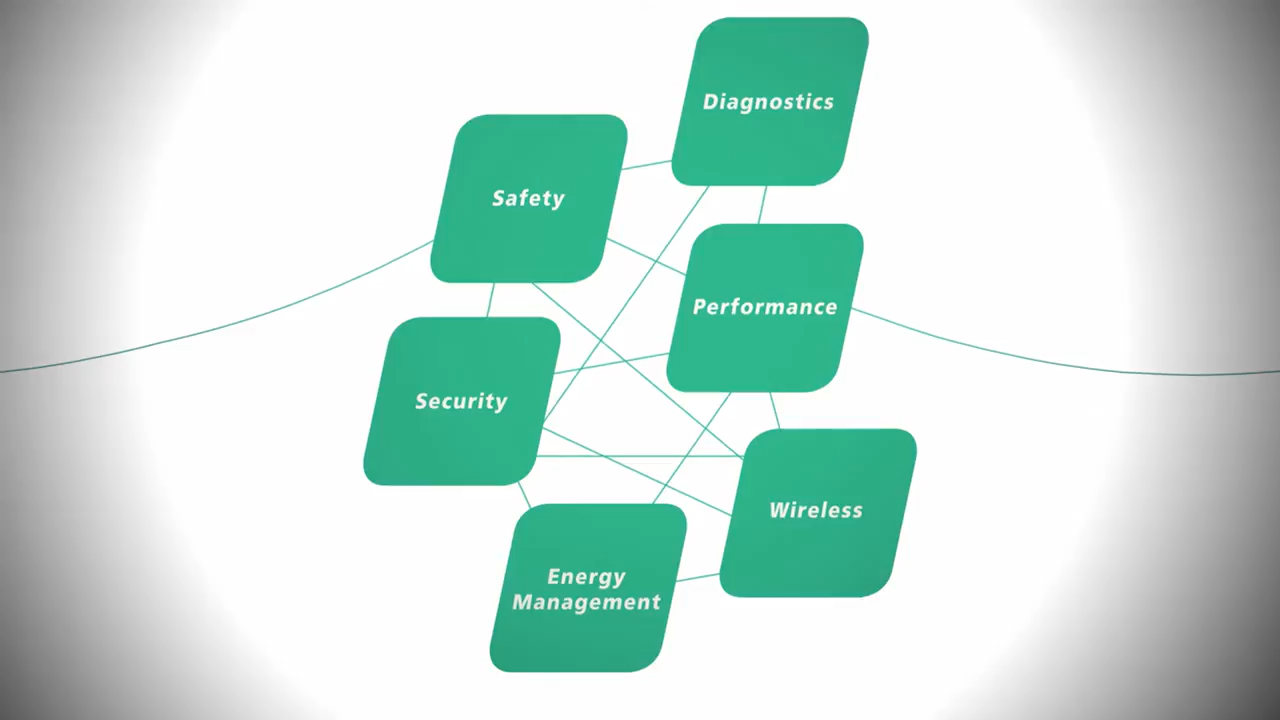 Diagnostics
Safety
Performance
Security
Wireless
Energy
Management